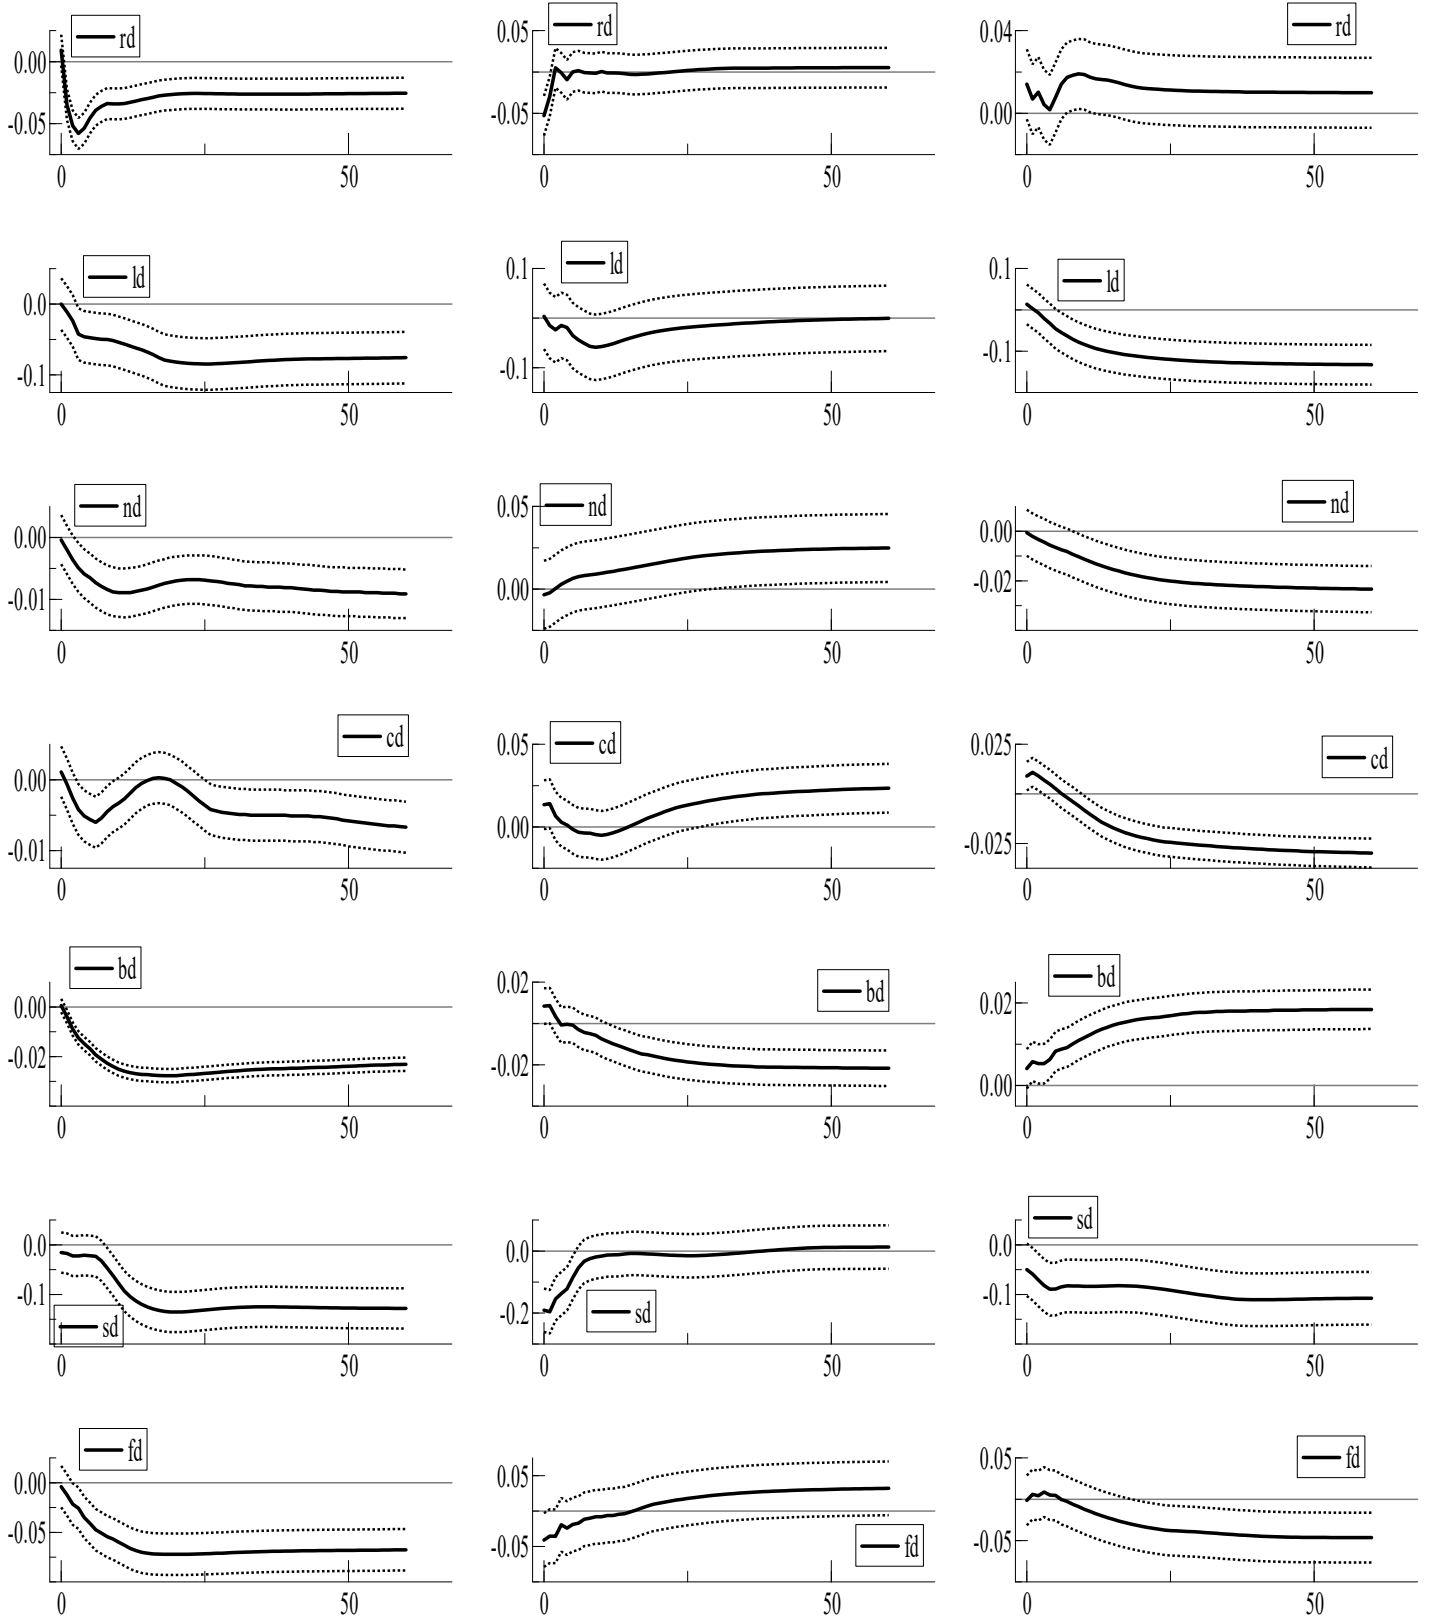 rd rd rd
0.00 0.05 0.04
-0.05 -0.05 0.00
0 50 0 50 0 50
ld ld ld
0.0 0.1 0.1
-0.1 -0.1 -0.1
0 50 0 50 0 50
nd nd nd
0.00 0.05 0.00
-0.01 0.00 -0.02
0 50 0 50 0 50
cd cd cd
0.00 0.05 0.025
-0.01 0.00 -0.025
0 50 0 50 0 50
bd bd bd
0.00 0.02 0.02
-0.02 -0.02 0.00
0 50 0 50 0 50
sd sd sd
0.0 0.0 0.0
-0.1 -0.2 -0.1
0 50 0 50 0 50
fd fd fd
0.00 0.05 0.05
-0.05 -0.05 -0.05
0 50 0 50 0 50